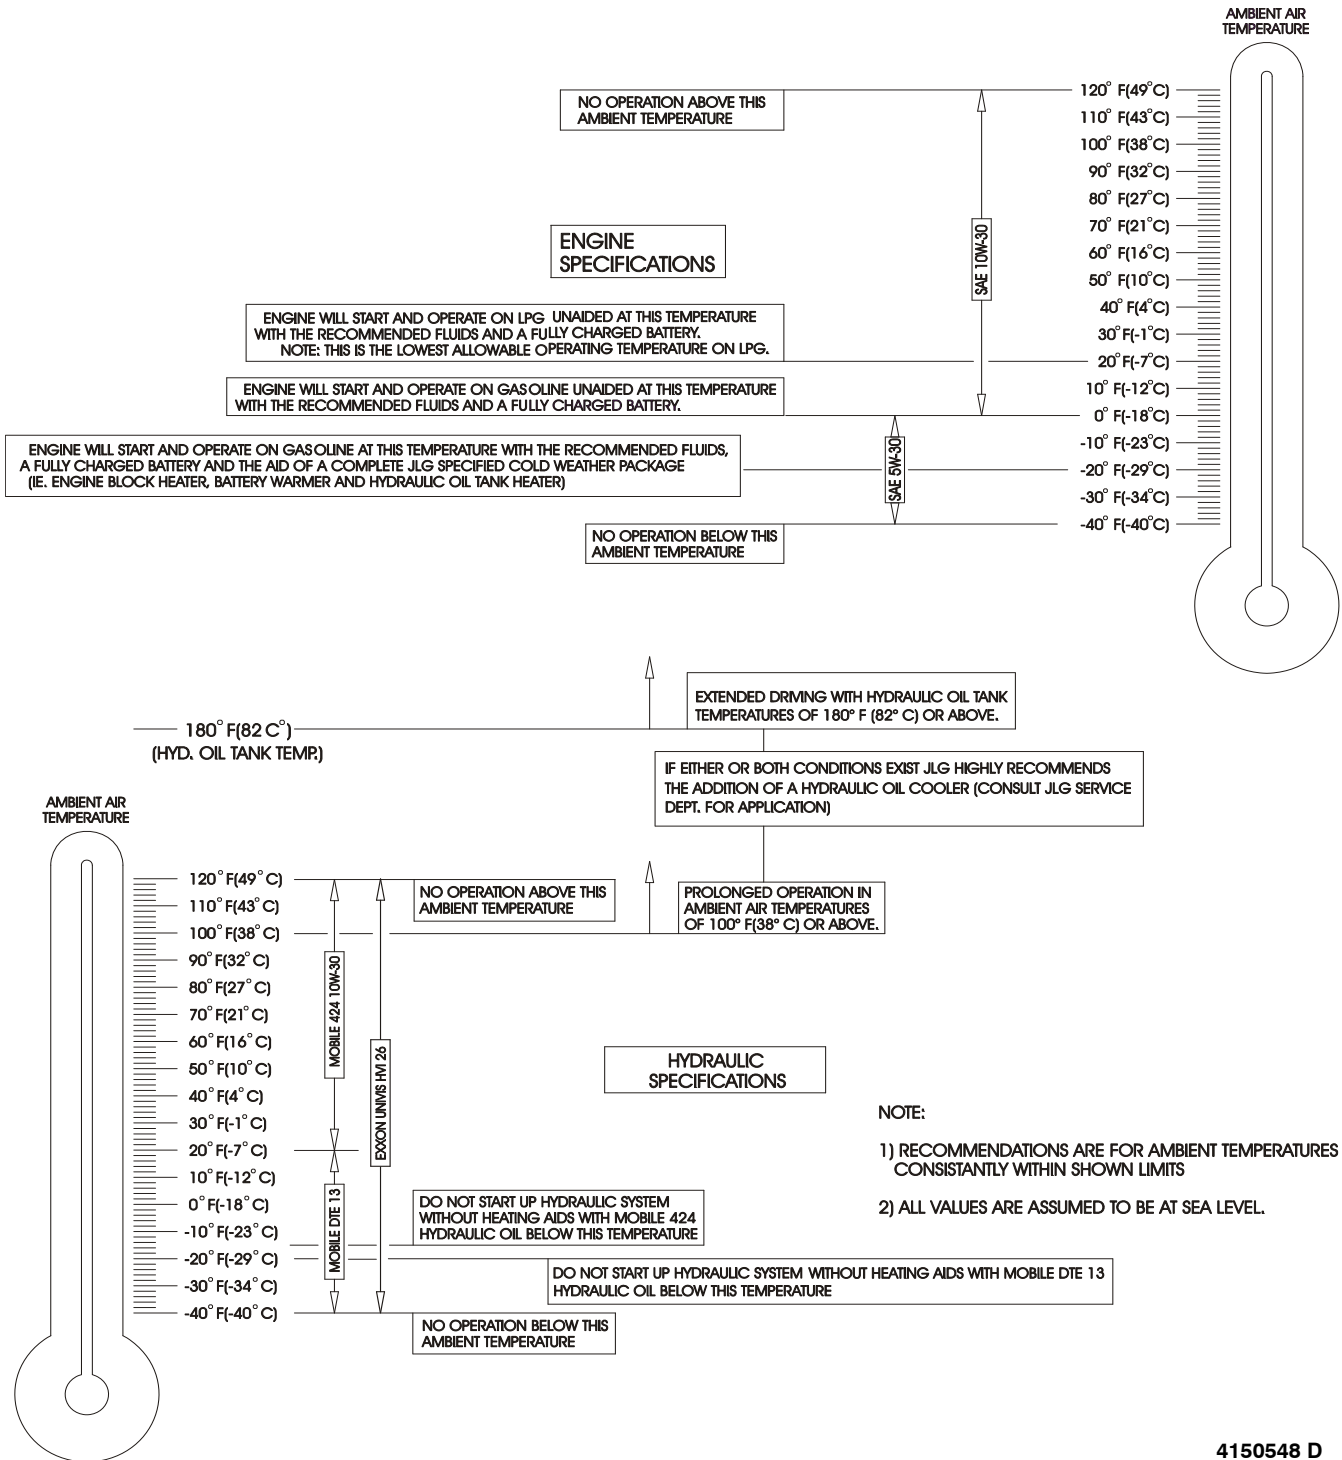 AMBIENT AIR
TEMPERATURE
120° F(49°C)
110° F(43°C)
100° F(38°C)
90° F(32°C)
80° F(27°C)
70° F(21°C)
60° F(16°C)
50° F(10°C)
40° F(4°C)
30° F(-1°C)
20° F(-7°C)
10° F(-12°C)
0° F(-18°C)
-10° F(-23°C)
-20° F(-29°C)
-30° F(-34°C)
-40° F(-40°C)
NO OPERATION ABOVE THIS
AMBIENT TEMPERATURE
SAE 10W-30
ENGINE
SPECIFICATIONS
ENGINE WILL START AND OPERATE ON LPG UNAIDED AT THIS TEMPERATURE
WITH THE RECOMMENDED FLUIDS AND A FULLY CHARGED BATTERY.
NOTE: THIS IS THE LOWEST ALLOWABLE OPERATING TEMPERATURE ON LPG.
ENGINE WILL START AND OPERATE ON GASOLINE UNAIDED AT THIS TEMPERATURE
WITH THE RECOMMENDED FLUIDS AND A FULLY CHARGED BATTERY.
ENGINE WILL START AND OPERATE ON GASOLINE AT THIS TEMPERATURE WITH THE RECOMMENDED FLUIDS,
A FULLY CHARGED BATTERY AND THE AID OF A COMPLETE JLG SPECIFIED COLD WEATHER PACKAGE
(IE. ENGINE BLOCK HEATER, BATTERY WARMER AND HYDRAULIC OIL TANK HEATER)
SAE 5W-30
NO OPERATION BELOW THIS
AMBIENT TEMPERATURE
EXTENDED DRIVING WITH HYDRAULIC OIL TANK
TEMPERATURES OF 180° F (82° C) OR ABOVE.
180° F(82 C°)
(HYD. OIL TANK TEMP.)
IF EITHER OR BOTH CONDITIONS EXIST JLG HIGHLY RECOMMENDS
THE ADDITION OF A HYDRAULIC OIL COOLER (CONSULT JLG SERVICE
DEPT. FOR APPLICATION)
AMBIENT AIR
TEMPERATURE
120° F(49° C)
110° F(43° C)
100° F(38° C)
90° F(32° C)
80° F(27° C)
70° F(21° C)
60° F(16° C)
50° F(10° C)
40° F(4° C)
30° F(-1° C)
20° F(-7° C)
10° F(-12° C)
0° F(-18° C)
-10° F(-23° C)
-20° F(-29° C)
-30° F(-34° C)
-40° F(-40° C)
NO OPERATION ABOVE THIS
AMBIENT TEMPERATURE
PROLONGED OPERATION IN
AMBIENT AIR TEMPERATURES
OF 100° F(38° C) OR ABOVE.
MOBILE 424 10W-30
EXXON UNIVIS HVI 26
MOBILE DTE 13
HYDRAULIC
SPECIFICATIONS
NOTE:
1) RECOMMENDATIONS ARE FOR AMBIENT TEMPERATURES
CONSISTANTLY WITHIN SHOWN LIMITS
2) ALL VALUES ARE ASSUMED TO BE AT SEA LEVEL.
DO NOT START UP HYDRAULIC SYSTEM
WITHOUT HEATING AIDS WITH MOBILE 424
HYDRAULIC OIL BELOW THIS TEMPERATURE
DO NOT START UP HYDRAULIC SYSTEM WITHOUT HEATING AIDS WITH MOBILE DTE 13
HYDRAULIC OIL BELOW THIS TEMPERATURE
NO OPERATION BELOW THIS
AMBIENT TEMPERATURE
4150548 D